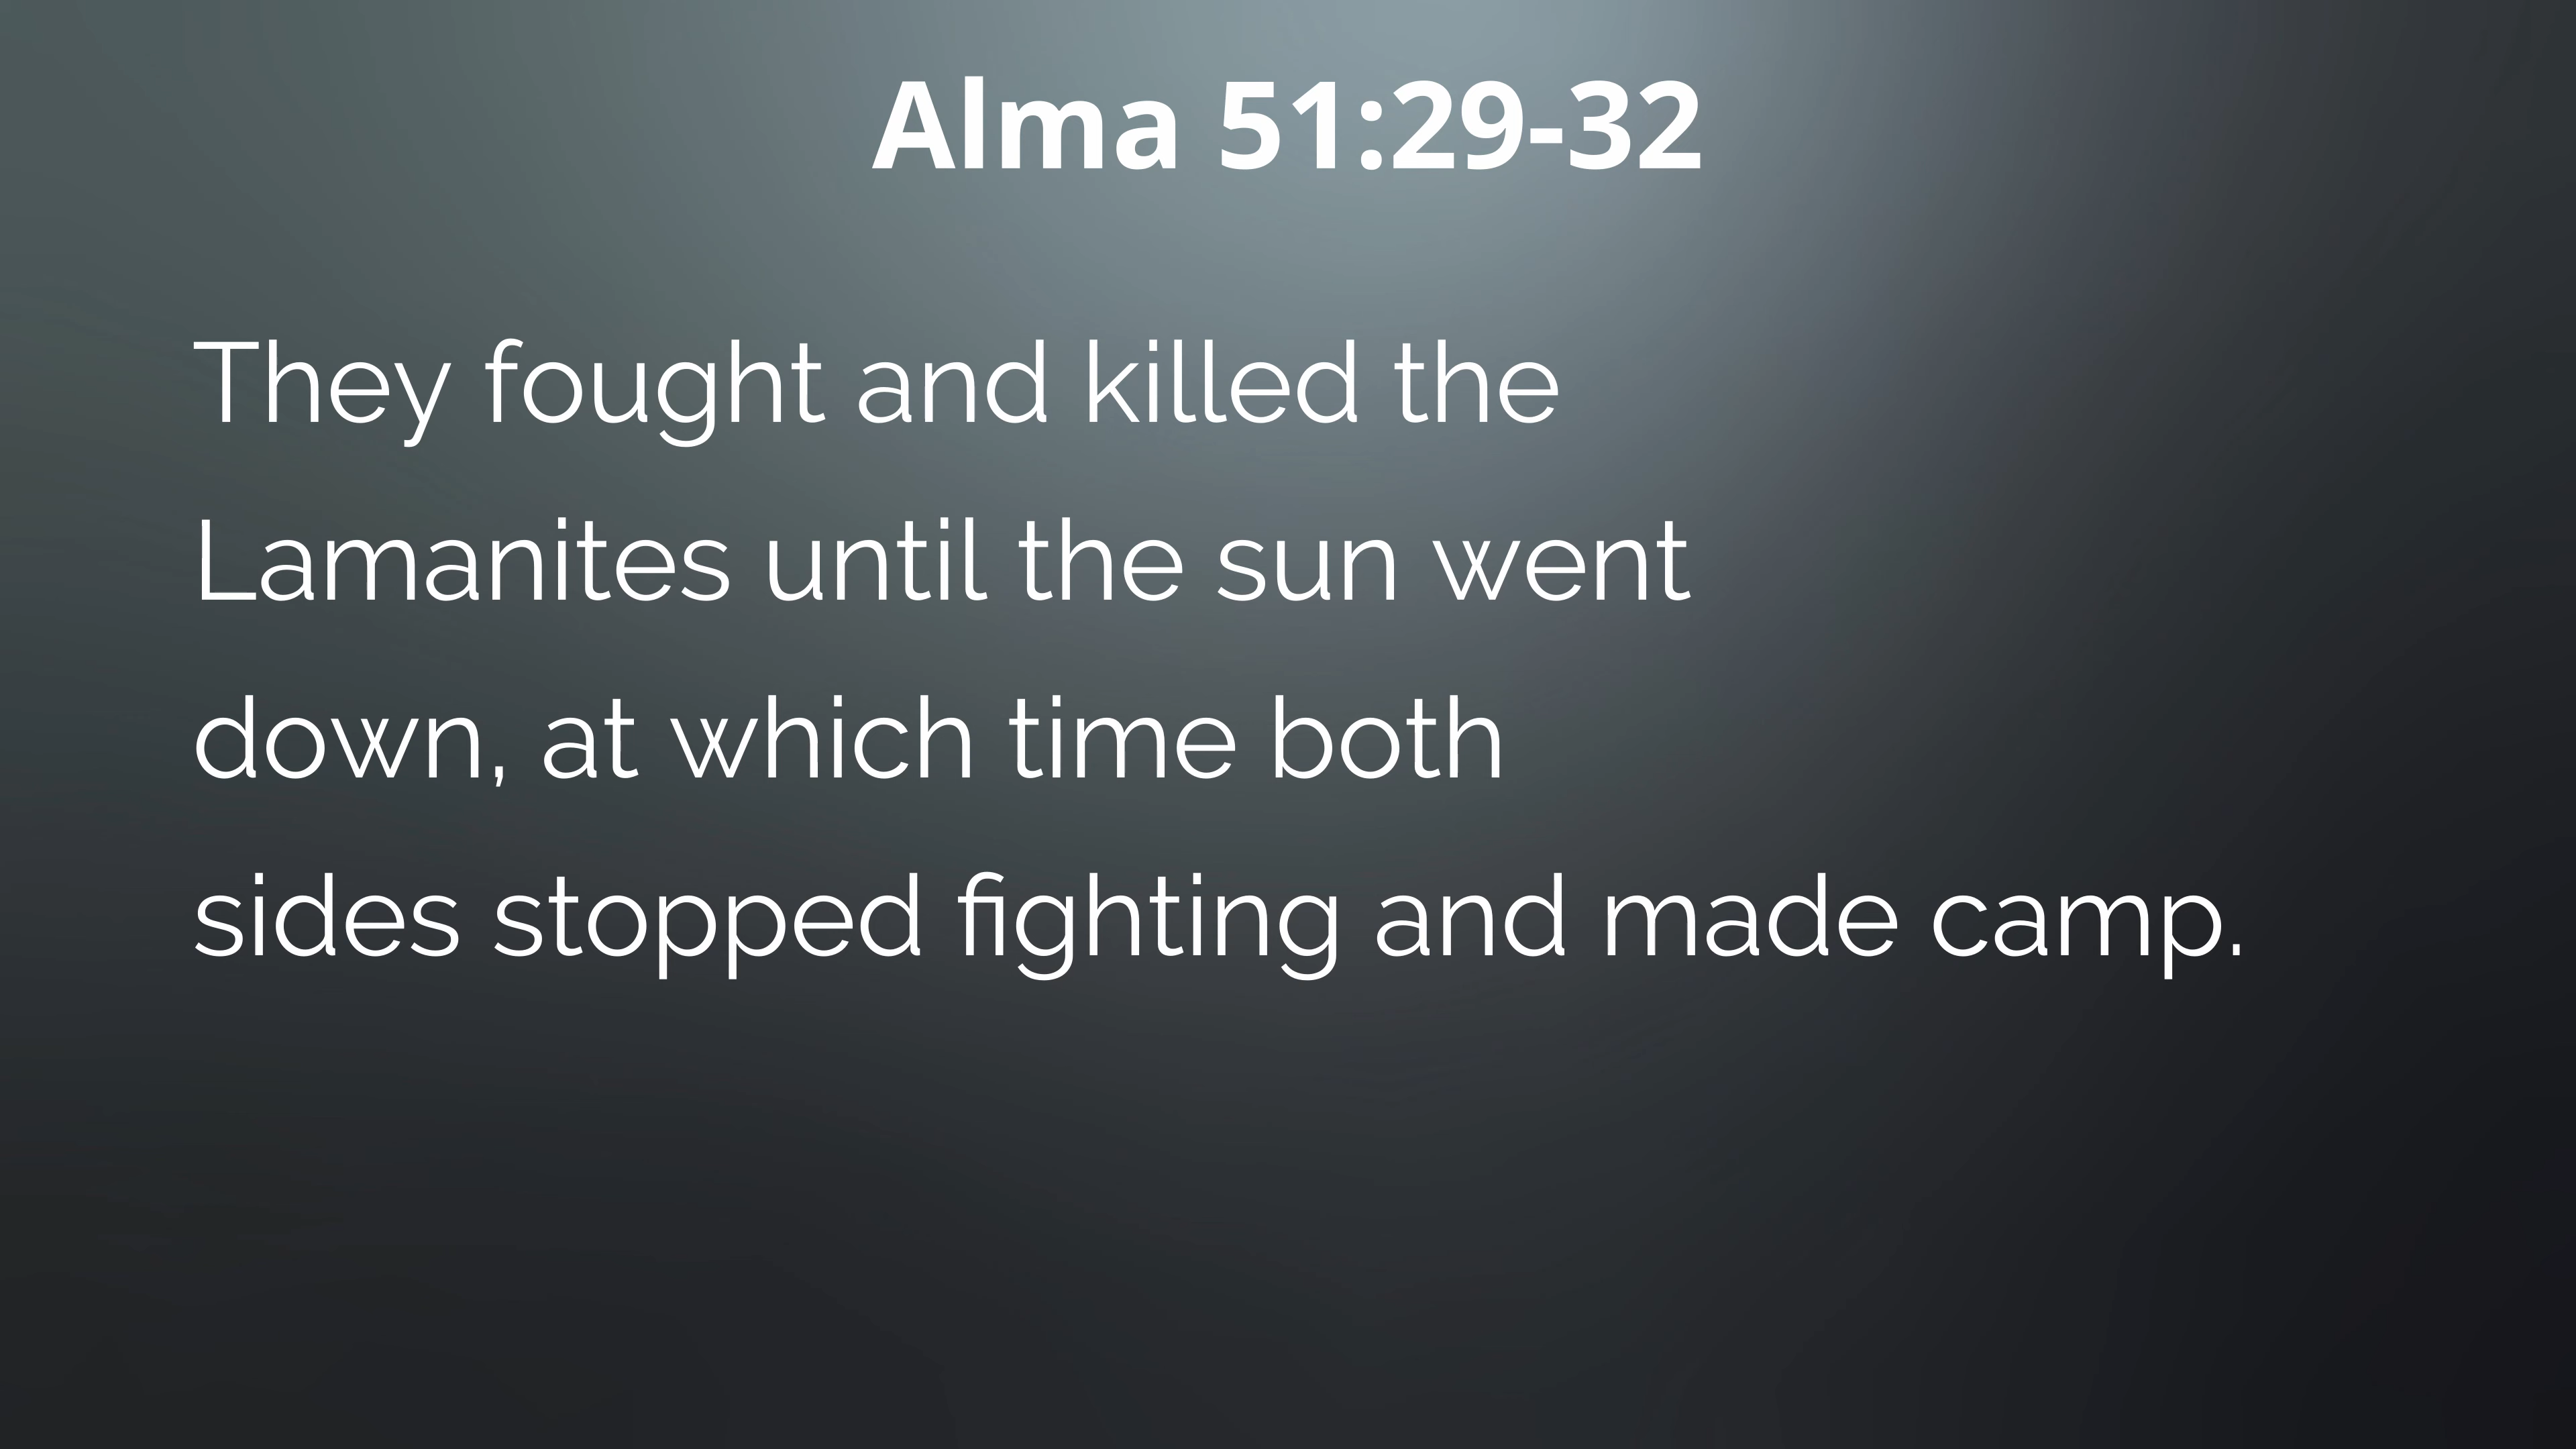 Alma 51:29-32
They fought and killed the
Lamanites until the sun went
down, at which time both
sides stopped fighting and made camp.